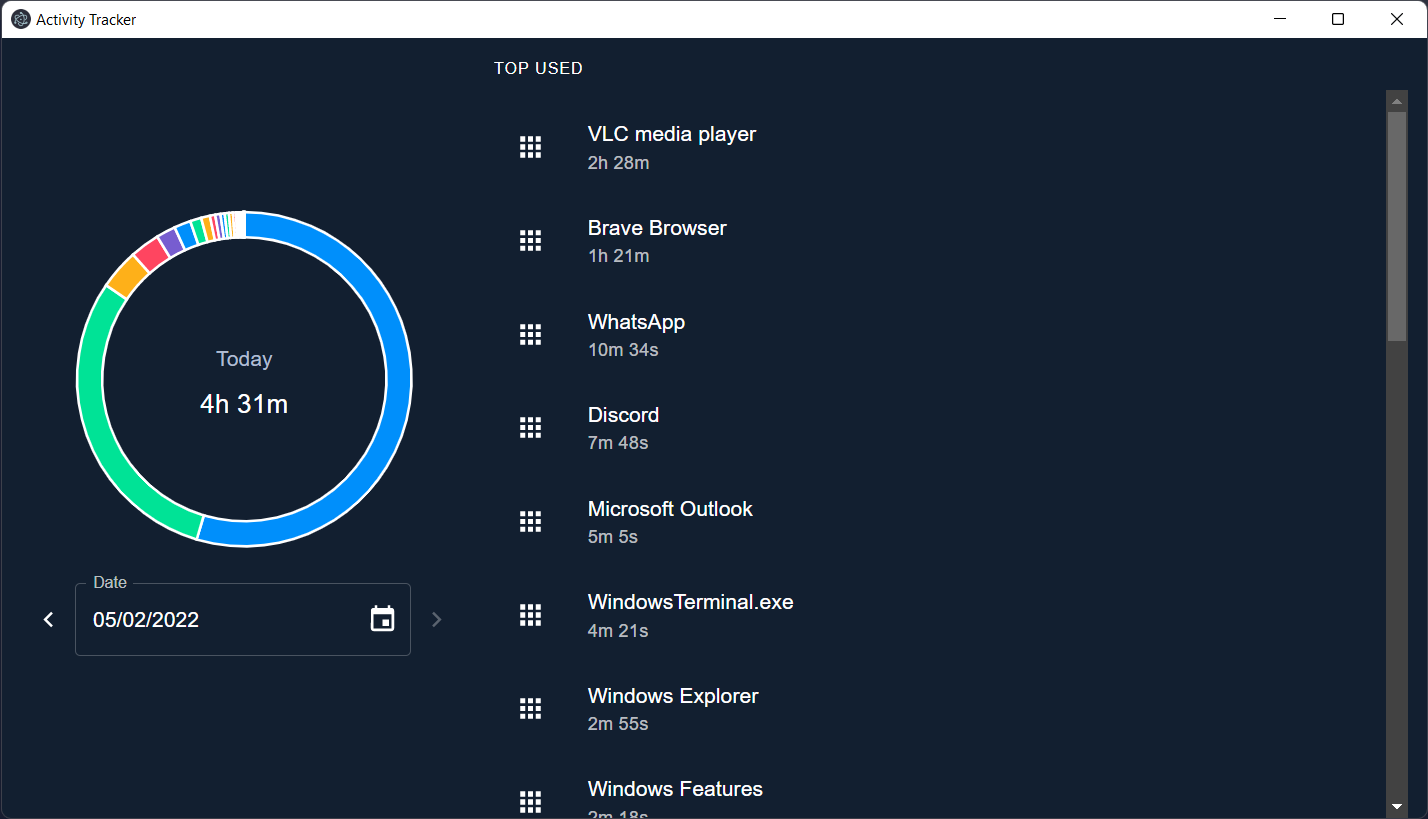 Activity Tracker
TOP USED
VLC media player
2h 28m
Brave Browser
1h 21m
WhatsApp
10m 34s
Discord
7m 48s
Microsoft Outlook
5m 5s
WindowsTerminal.exe
4m 21s
Windows Explorer
2m 55s
Windows Features
2m 18s
Today
4h 31m
Date
05/02/2022